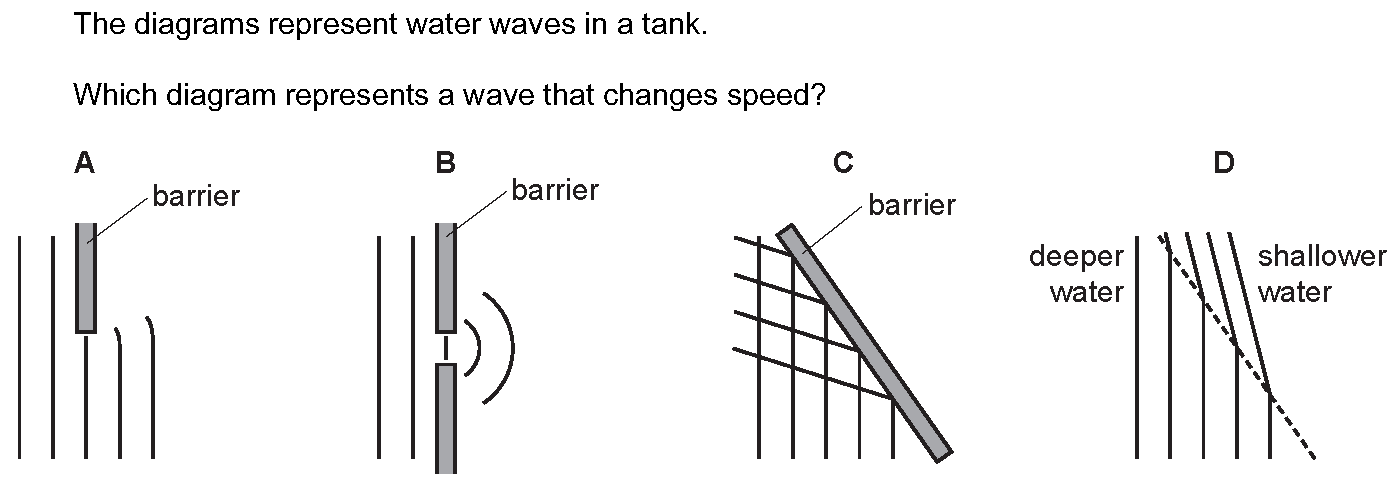 The diagrams represent water waves in a tank.
Which diagram represents a wave that changes speed?
A
barrier
B
barrier
C
barrier
D
deeper
water
shallower
water